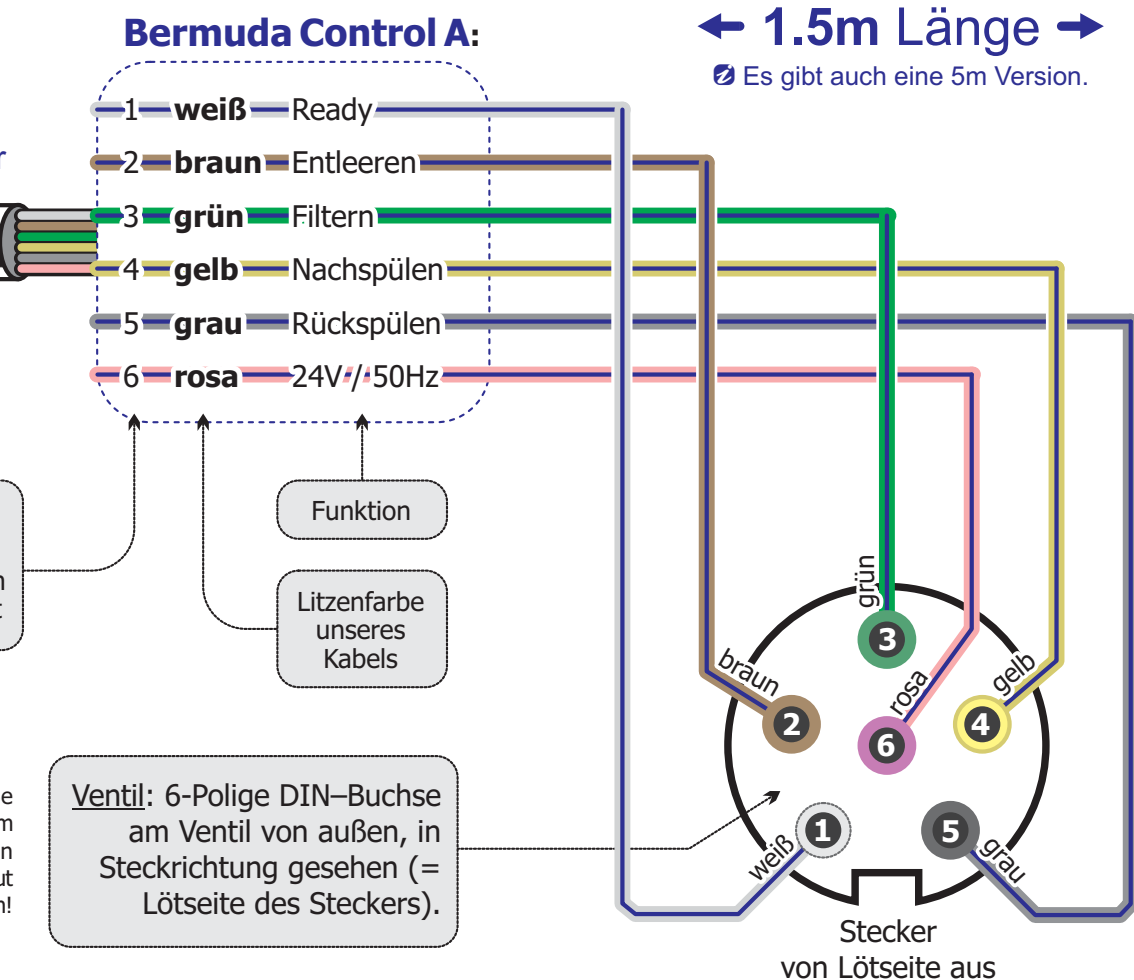 Bermuda Control A:
1.5m Länge
Es gibt auch eine 5m Version.
1 weiß Ready
2 braun Entleeren
3 grün Filtern
4 gelb Nachspülen
5 grau Rückspülen
6 rosa 24V / 50Hz
Funktion
Litzenfarbe
unseres
Kabels
grün
3
braun
2
rosa
6
gelb
4
weiß
1
grau
5
Ventil: 6-Polige DIN–Buchse
am Ventil von außen, in
Steckrichtung gesehen (=
Lötseite des Steckers).
Stecker
von Lötseite aus